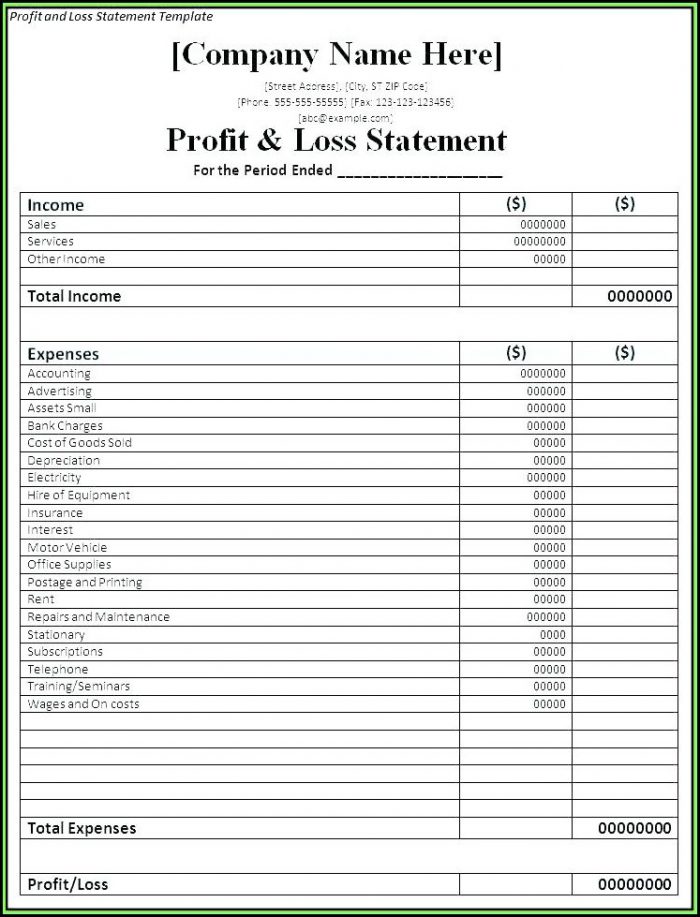 Profit and Loss Statement Template
[Company Name Here]
[Street Address], [City, ST ZIP Code]
[Phone: 555-555-55555] [Fax: 123-123-123456]
[abc@example.com]
Profit & Loss Statement
For the Period Ended ____________________
Income ($) ($)
Sales 0000000
Services 00000000
Other Income 00000
Total Income 0000000
Expenses ($) ($)
Accounting 0000000
Advertising 000000
Assets Small 000000
Bank Charges 000000
Cost of Goods Sold 00000
Depreciation 00000
Electricity 000000
Hire of Equipment 00000
Insurance 00000
Interest 00000
Motor Vehicle 00000
Office Supplies 00000
Postage and Printing 00000
Rent 00000
Repairs and Maintenance 000000
Stationary 0000
Subscriptions 00000
Telephone 00000
Training/Seminars 00000
Wages and On costs 00000
Total Expenses 00000000
Profit/Loss 00000000